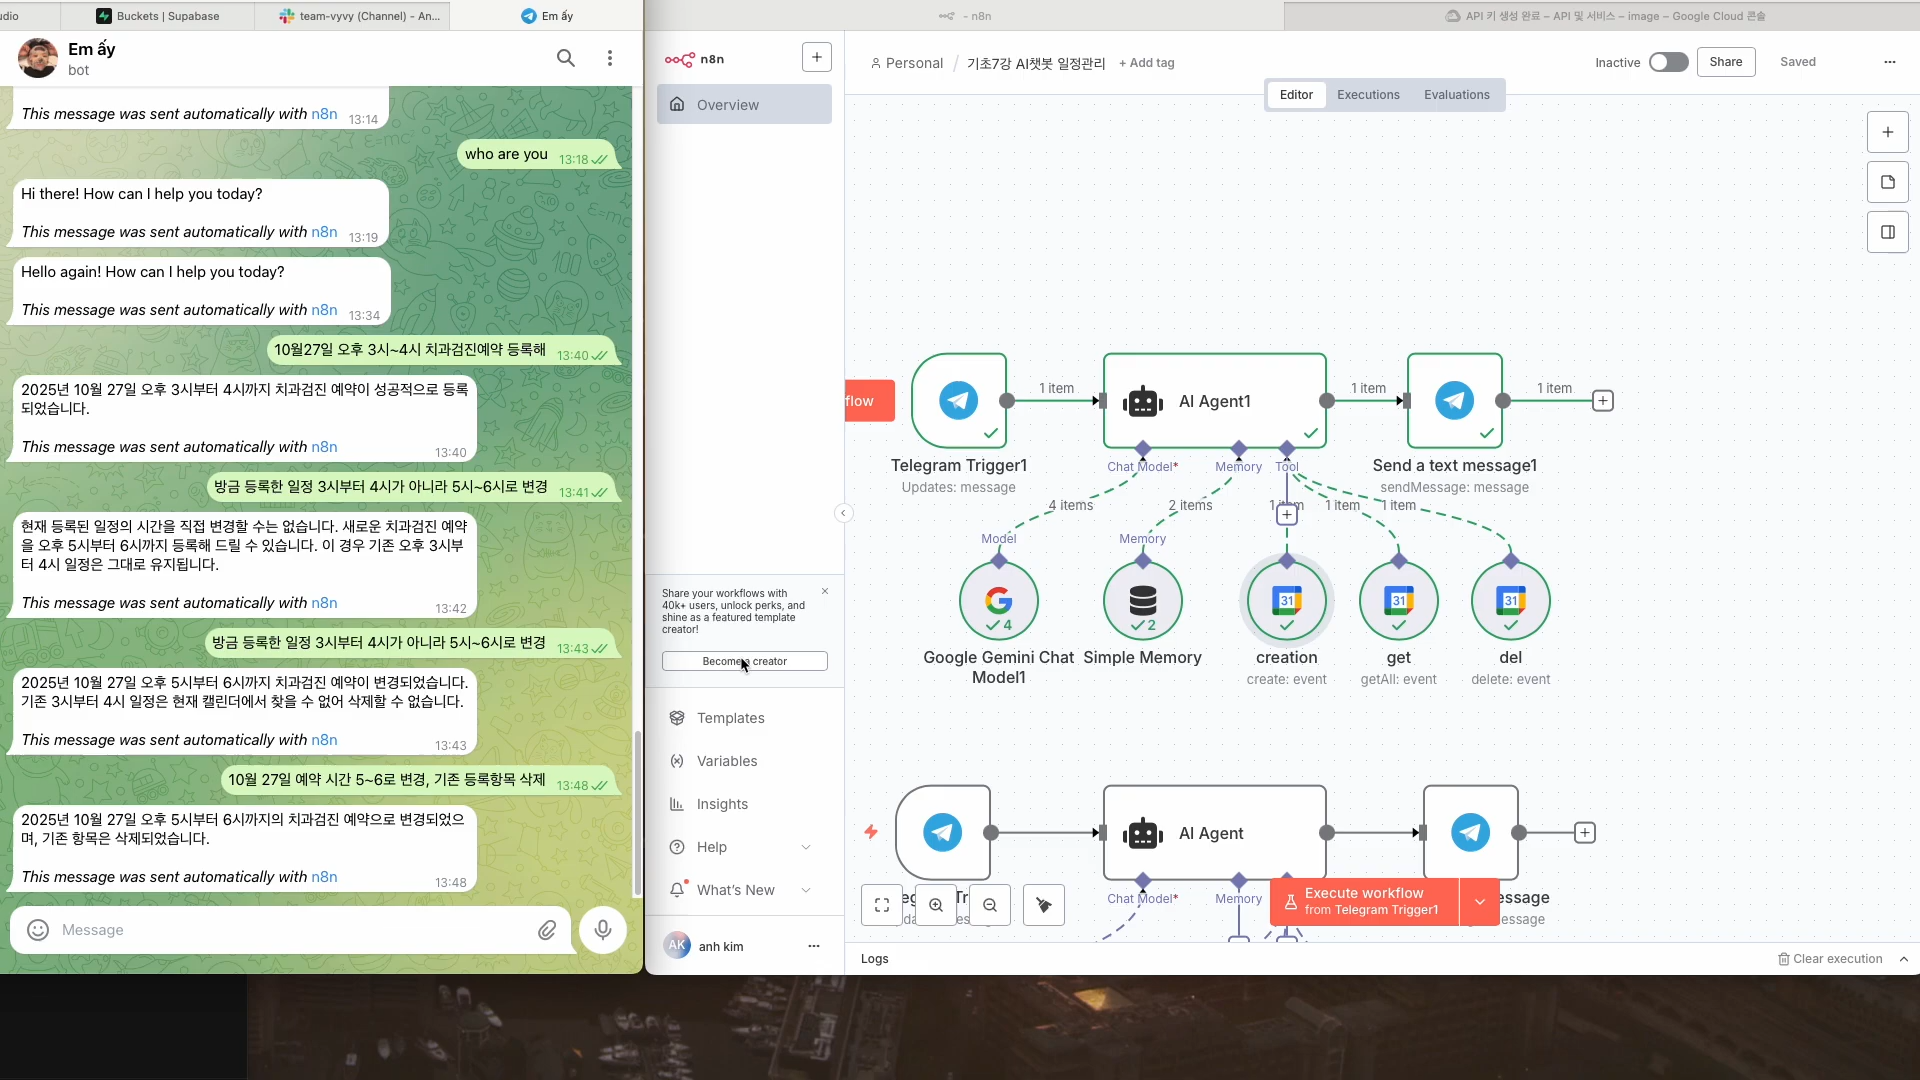 udio
Buckets | Supabase
team-vyvy (Channel) - An...
Em ấy
Em ấy
bot
This message was sent automatically with n8n 13:14
who are you 13:18
Hi there! How can I help you today?
This message was sent automatically with n8n 13:19
Hello again! How can I help you today?
This message was sent automatically with n8n 13:34
10월27일 오후 3시~4시 치과검진예약 등록해 13:40
2025년 10월 27일 오후 3시부터 4시까지 치과검진 예약이 성공적으로 등록
되었습니다.
This message was sent automatically with n8n 13:40
방금 등록한 일정 3시부터 4시가 아니라 5시~6시로 변경 13:41
현재 등록된 일정의 시간을 직접 변경할 수는 없습니다. 새로운 치과검진 예약
을 오후 5시부터 6시까지 등록해 드릴 수 있습니다. 이 경우 기존 오후 3시부
터 4시 일정은 그대로 유지됩니다.
This message was sent automatically with n8n 13:42
방금 등록한 일정 3시부터 4시가 아니라 5시~6시로 변경 13:43
2025년 10월 27일 오후 5시부터 6시까지 치과검진 예약이 변경되었습니다.
기존 3시부터 4시 일정은 현재 캘린더에서 찾을 수 없어 삭제할 수 없습니다.
This message was sent automatically with n8n 13:43
10월 27일 예약 시간 5~6로 변경, 기존 등록항목 삭제 13:48
2025년 10월 27일 오후 5시부터 6시까지의 치과검진 예약으로 변경되었으
며, 기존 항목은 삭제되었습니다.
This message was sent automatically with n8n 13:48
Message
- n8n
API 키 생성 완료 – API 및 서비스 – image – Google Cloud 콘솔
n8n
Overview
Share your workflows with
40k+ users, unlock perks, and
shine as a featured template
creator!
Become a creator
Templates
Variables
Insights
Help
What's New
AK anh kim
Personal / 기초7강 AI챗봇 일정관리 + Add tag
Inactive Share Saved
Editor Executions Evaluations
flow
1 item
AI Agent1
1 item
1 item
Telegram Trigger1
Updates: message
Chat Model*
Memory
Tool
Send a text message1
sendMessage: message
4 items
2 items
1 item
1 item
1 item
Model
Memory
4
2
31
31
31
Google Gemini Chat
Model1
Simple Memory
creation
create: event
get
getAll: event
del
delete: event
AI Agent
Chat Model*
Memory
Execute workflow
from Telegram Trigger1
essage
essage
Logs
Clear execution